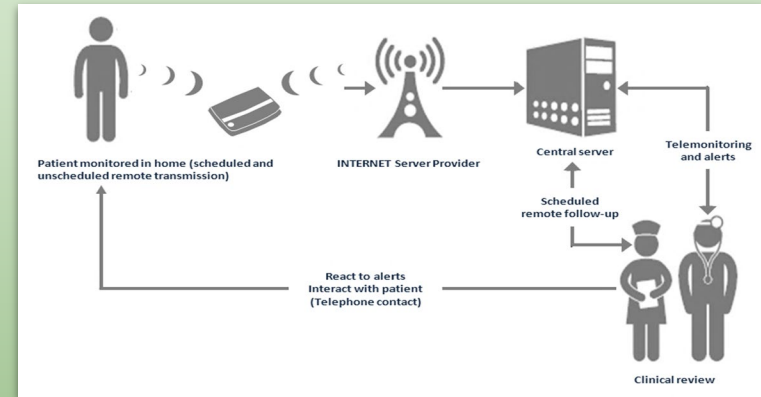 Patient monitored in home (scheduled and
unscheduled remote transmission)
INTERNET Server Provider
Central server
Telemonitoring
and alerts
Scheduled
remote follow-up
React to alerts
Interact with patient
(Telephone contact)
Clinical review